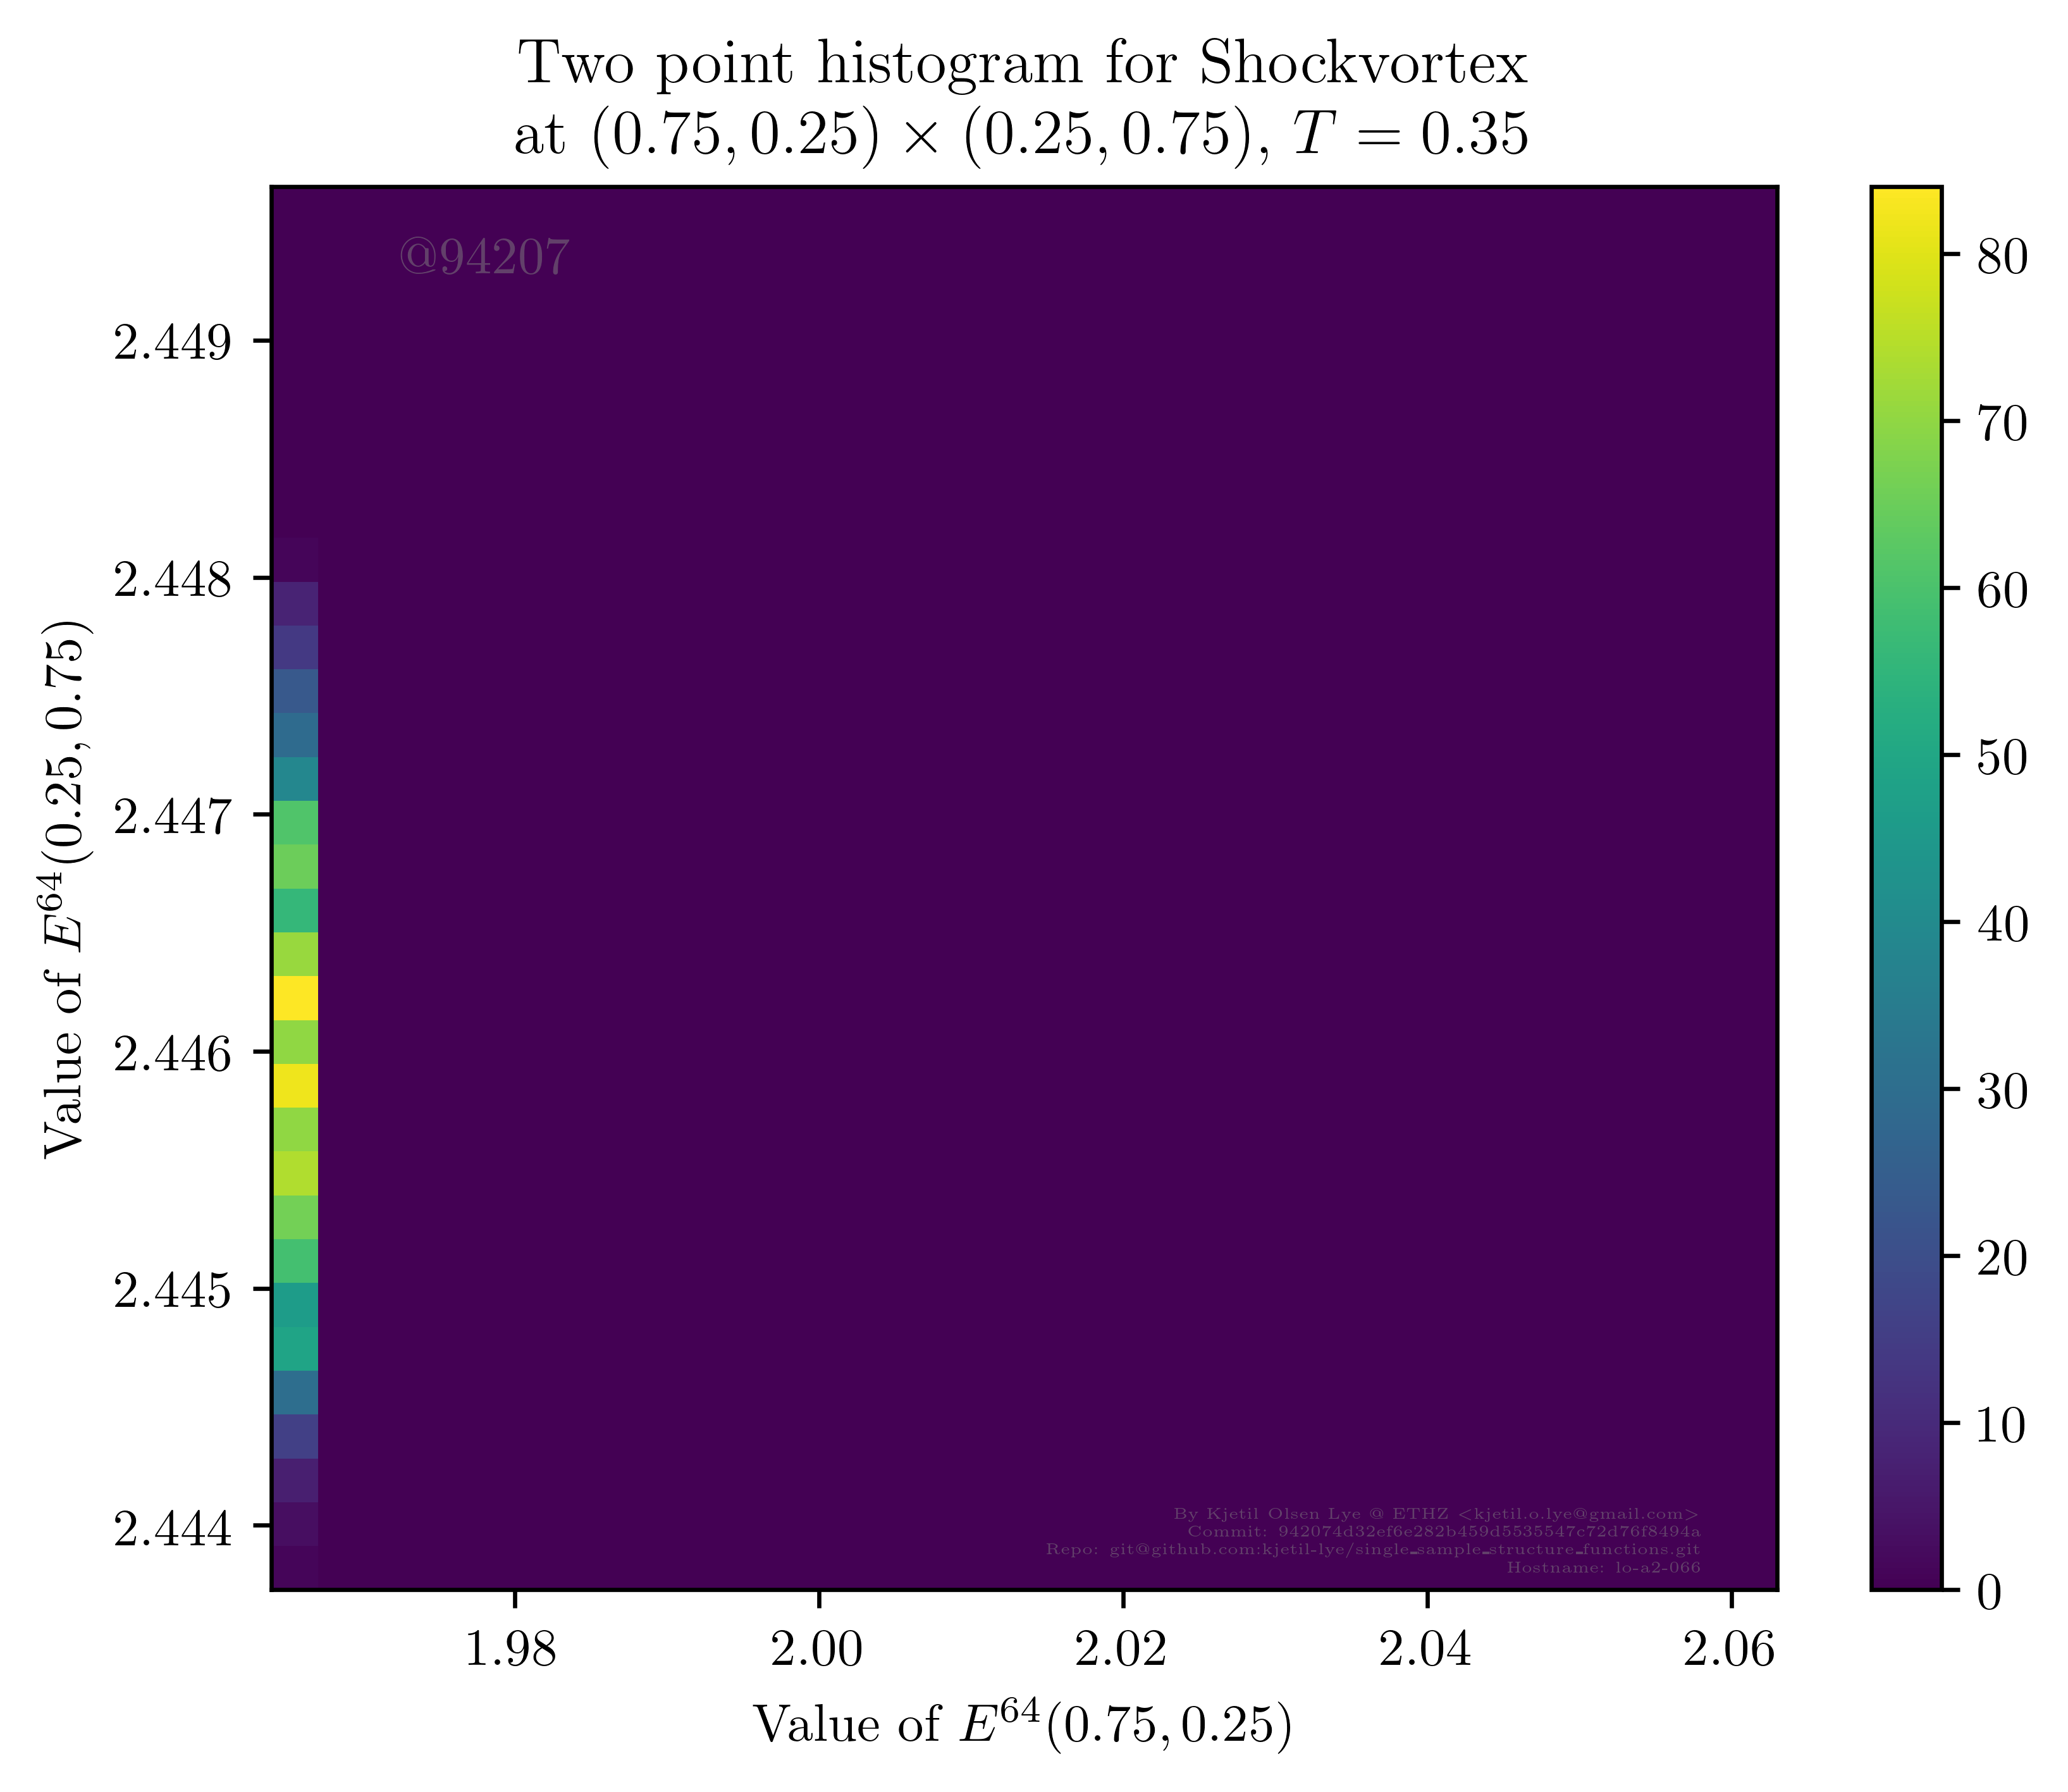 Two point histogram for Shockvortex
at (0.75, 0.25) × (0.25, 0.75), T = 0.35
@94207
2.449
2.448
2.447
2.446
2.445
2.444
Value of E^64(0.25, 0.75)
80
70
60
50
40
30
20
10
0
By Kjetil Olsen Lye @ ETHZ <kjetil.o.lye@gmail.com>
Commit: 942074d32ef6e282b459d5535547c72d76f8494a
Repo: git@github.com:kjetil-lye/single_sample_structure_functions.git
Hostname: lo-a2-066
1.98 2.00 2.02 2.04 2.06
Value of E^64(0.75, 0.25)